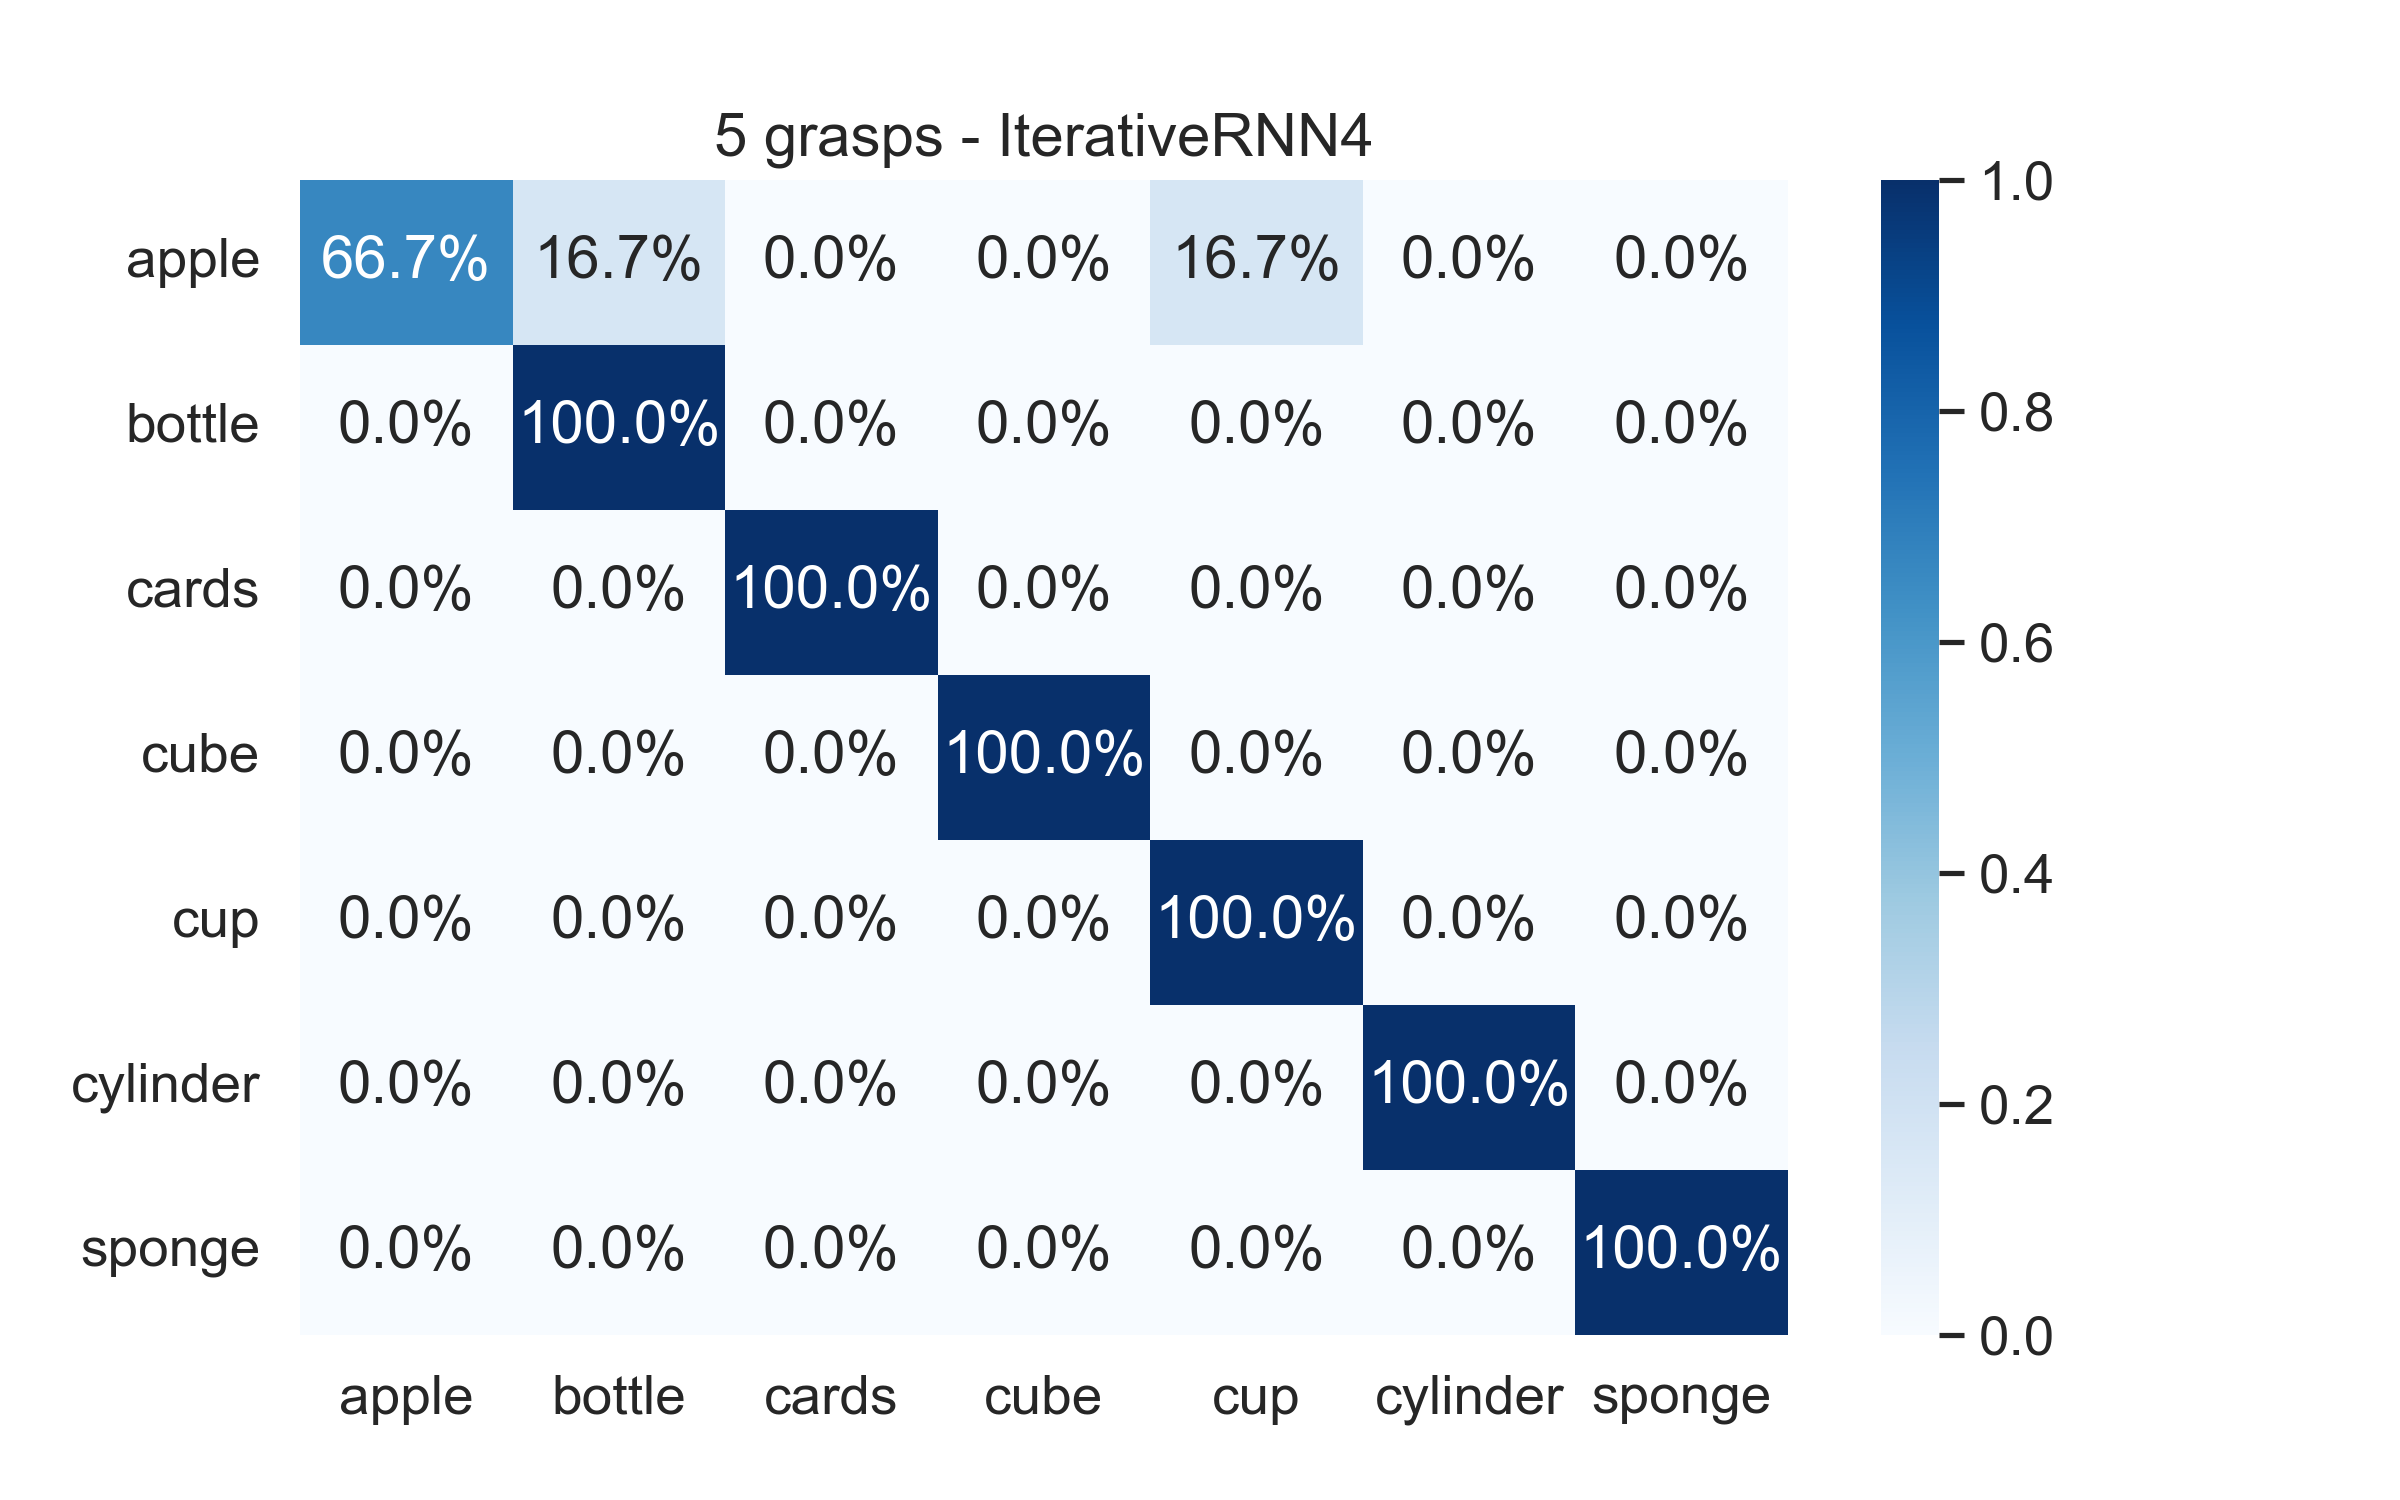 5 grasps - IterativeRNN4
apple 66.7% 16.7% 0.0% 0.0% 16.7% 0.0% 0.0%
bottle 0.0% 100.0% 0.0% 0.0% 0.0% 0.0% 0.0%
cards 0.0% 0.0% 100.0% 0.0% 0.0% 0.0% 0.0%
cube 0.0% 0.0% 0.0% 100.0% 0.0% 0.0% 0.0%
cup 0.0% 0.0% 0.0% 0.0% 100.0% 0.0% 0.0%
cylinder 0.0% 0.0% 0.0% 0.0% 0.0% 100.0% 0.0%
sponge 0.0% 0.0% 0.0% 0.0% 0.0% 0.0% 100.0%
apple bottle cards cube cup cylinder sponge
1.0
0.8
0.6
0.4
0.2
0.0